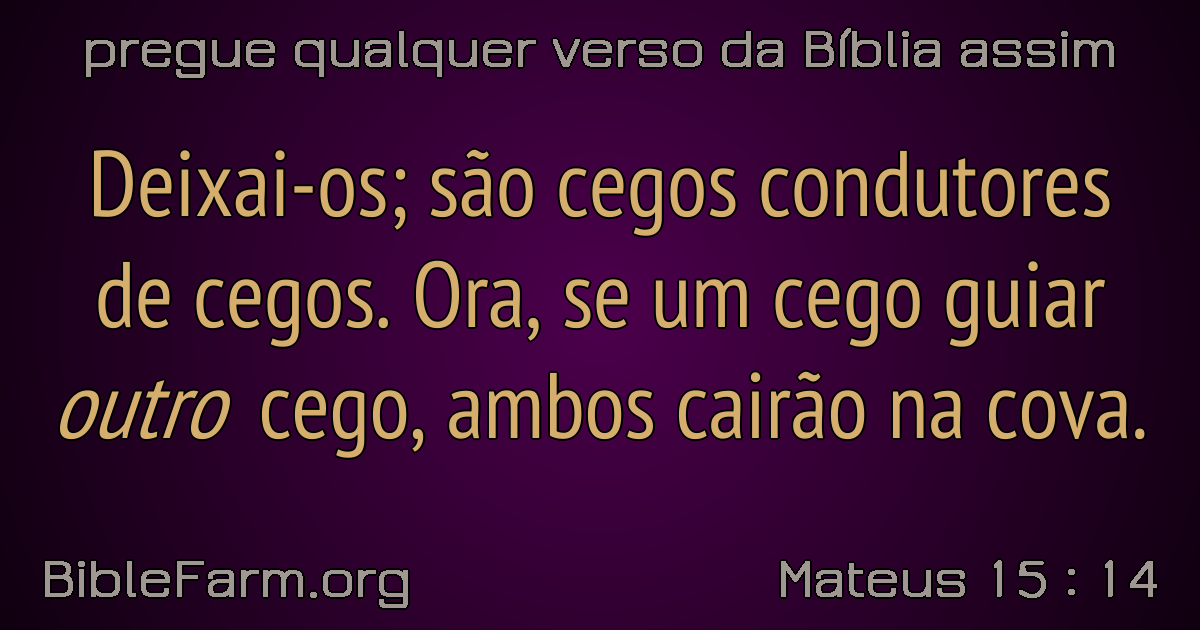 pregue qualquer verso da Bíblia assim
Deixai-os; são cegos condutores
de cegos. Ora, se um cego guiar
outro cego, ambos cairão na cova.
BibleFarm.org
Mateus 15 : 14